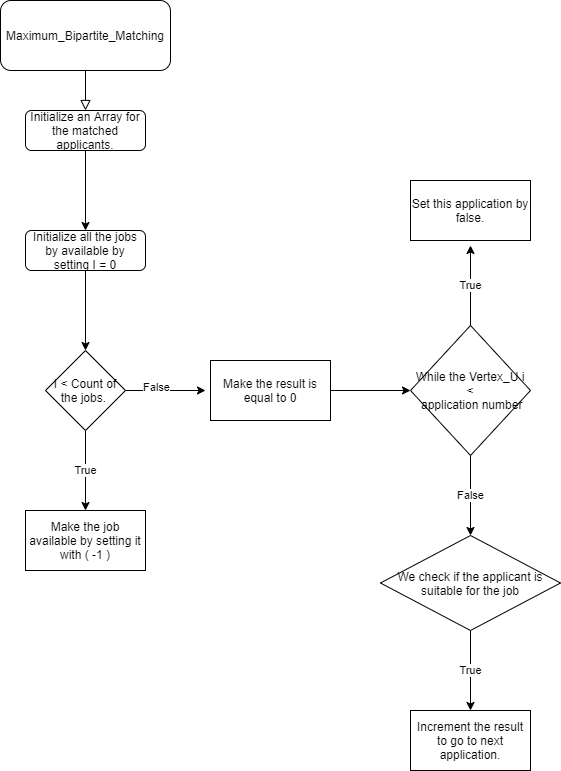 Maximum_Bipartite_Matching
Initialize an Array for
the matched
applicants.
Initialize all the jobs
by available by
setting I = 0
I < Count of
the jobs.
False
True
Make the job
available by setting it
with ( -1 )
Make the result is
equal to 0
Set this application by
false.
True
While the Vertex_U i
<
application number
False
We check if the applicant is
suitable for the job
True
Increment the result
to go to next
application.